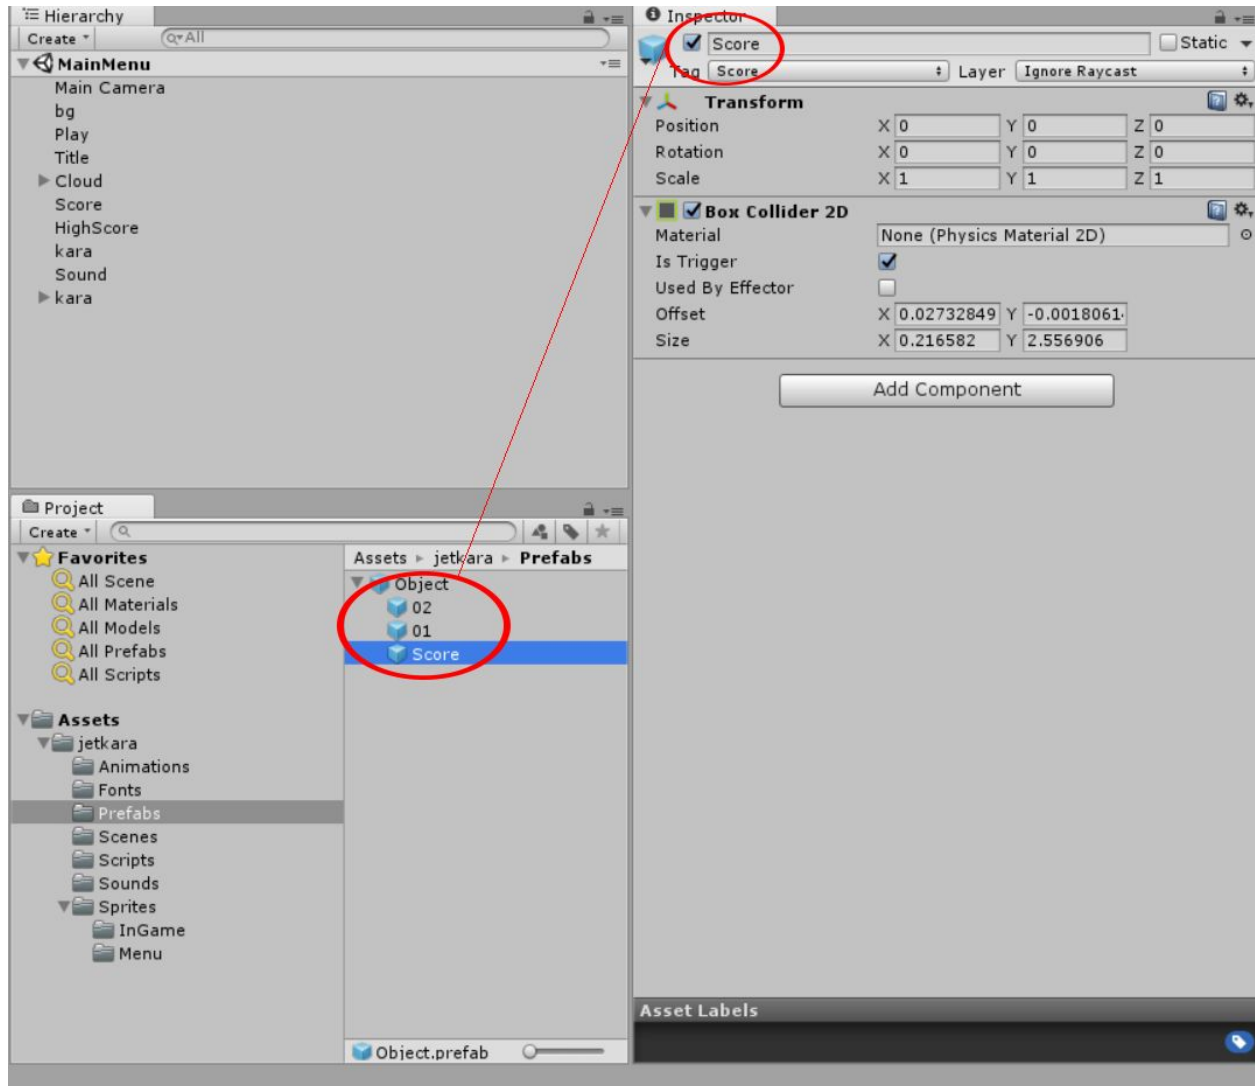 Hierarchy
Create
All
MainMenu
Main Camera
bg
Play
Title
Cloud
Score
HighScore
kara
Sound
kara
Project
Create
Favorites
All Scene
All Materials
All Models
All Prefabs
All Scripts
Assets
jetkara
Animations
Fonts
Prefabs
Scenes
Scripts
Sounds
Sprites
InGame
Menu
Assets jetkara Prefabs
Object
02
01
Score
Object.prefab
Inspector
Score Static
Tag Score Layer Ignore Raycast
Transform
Position X 0 Y 0 Z 0
Rotation X 0 Y 0 Z 0
Scale X 1 Y 1 Z 1
Box Collider 2D
Material None (Physics Material 2D)
Is Trigger
Used By Effector
Offset X 0.02732849 Y -0.0018061
Size X 0.216582 Y 2.556906
Add Component
Asset Labels